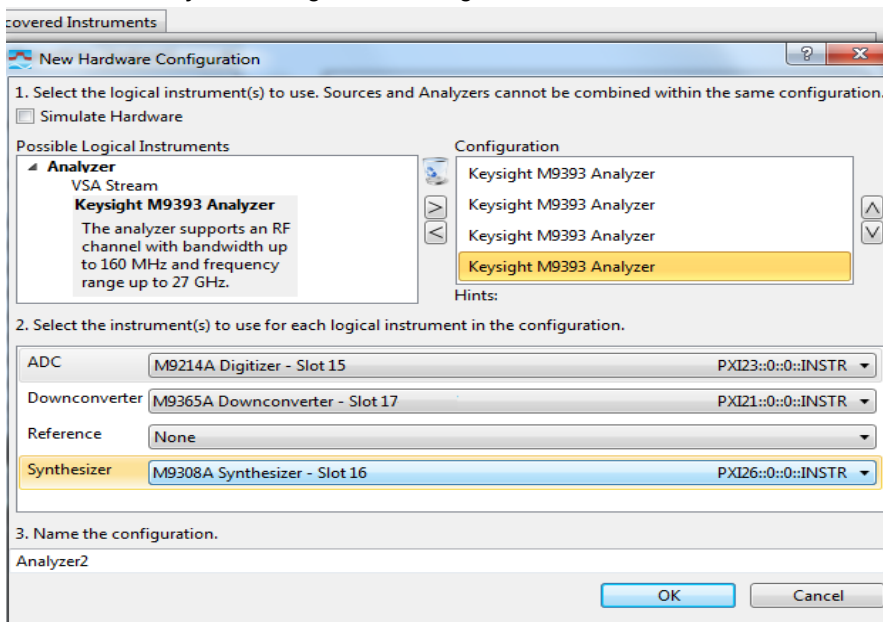 covered Instruments
New Hardware Configuration
1. Select the logical instrument(s) to use. Sources and Analyzers cannot be combined within the same configuration.
Simulate Hardware
Possible Logical Instruments
Analyzer
VSA Stream
Keysight M9393 Analyzer
The analyzer supports an RF
channel with bandwidth up
to 160 MHz and frequency
range up to 27 GHz.
>
<
Configuration
Keysight M9393 Analyzer
Keysight M9393 Analyzer
Keysight M9393 Analyzer
Keysight M9393 Analyzer
Hints:
2. Select the instrument(s) to use for each logical instrument in the configuration.
ADC M9214A Digitizer - Slot 15 PXI23::0::0::INSTR
Downconverter M9365A Downconverter - Slot 17 PXI21::0::0::INSTR
Reference None
Synthesizer M9308A Synthesizer - Slot 16 PXI26::0::0::INSTR
3. Name the configuration.
Analyzer2
OK Cancel